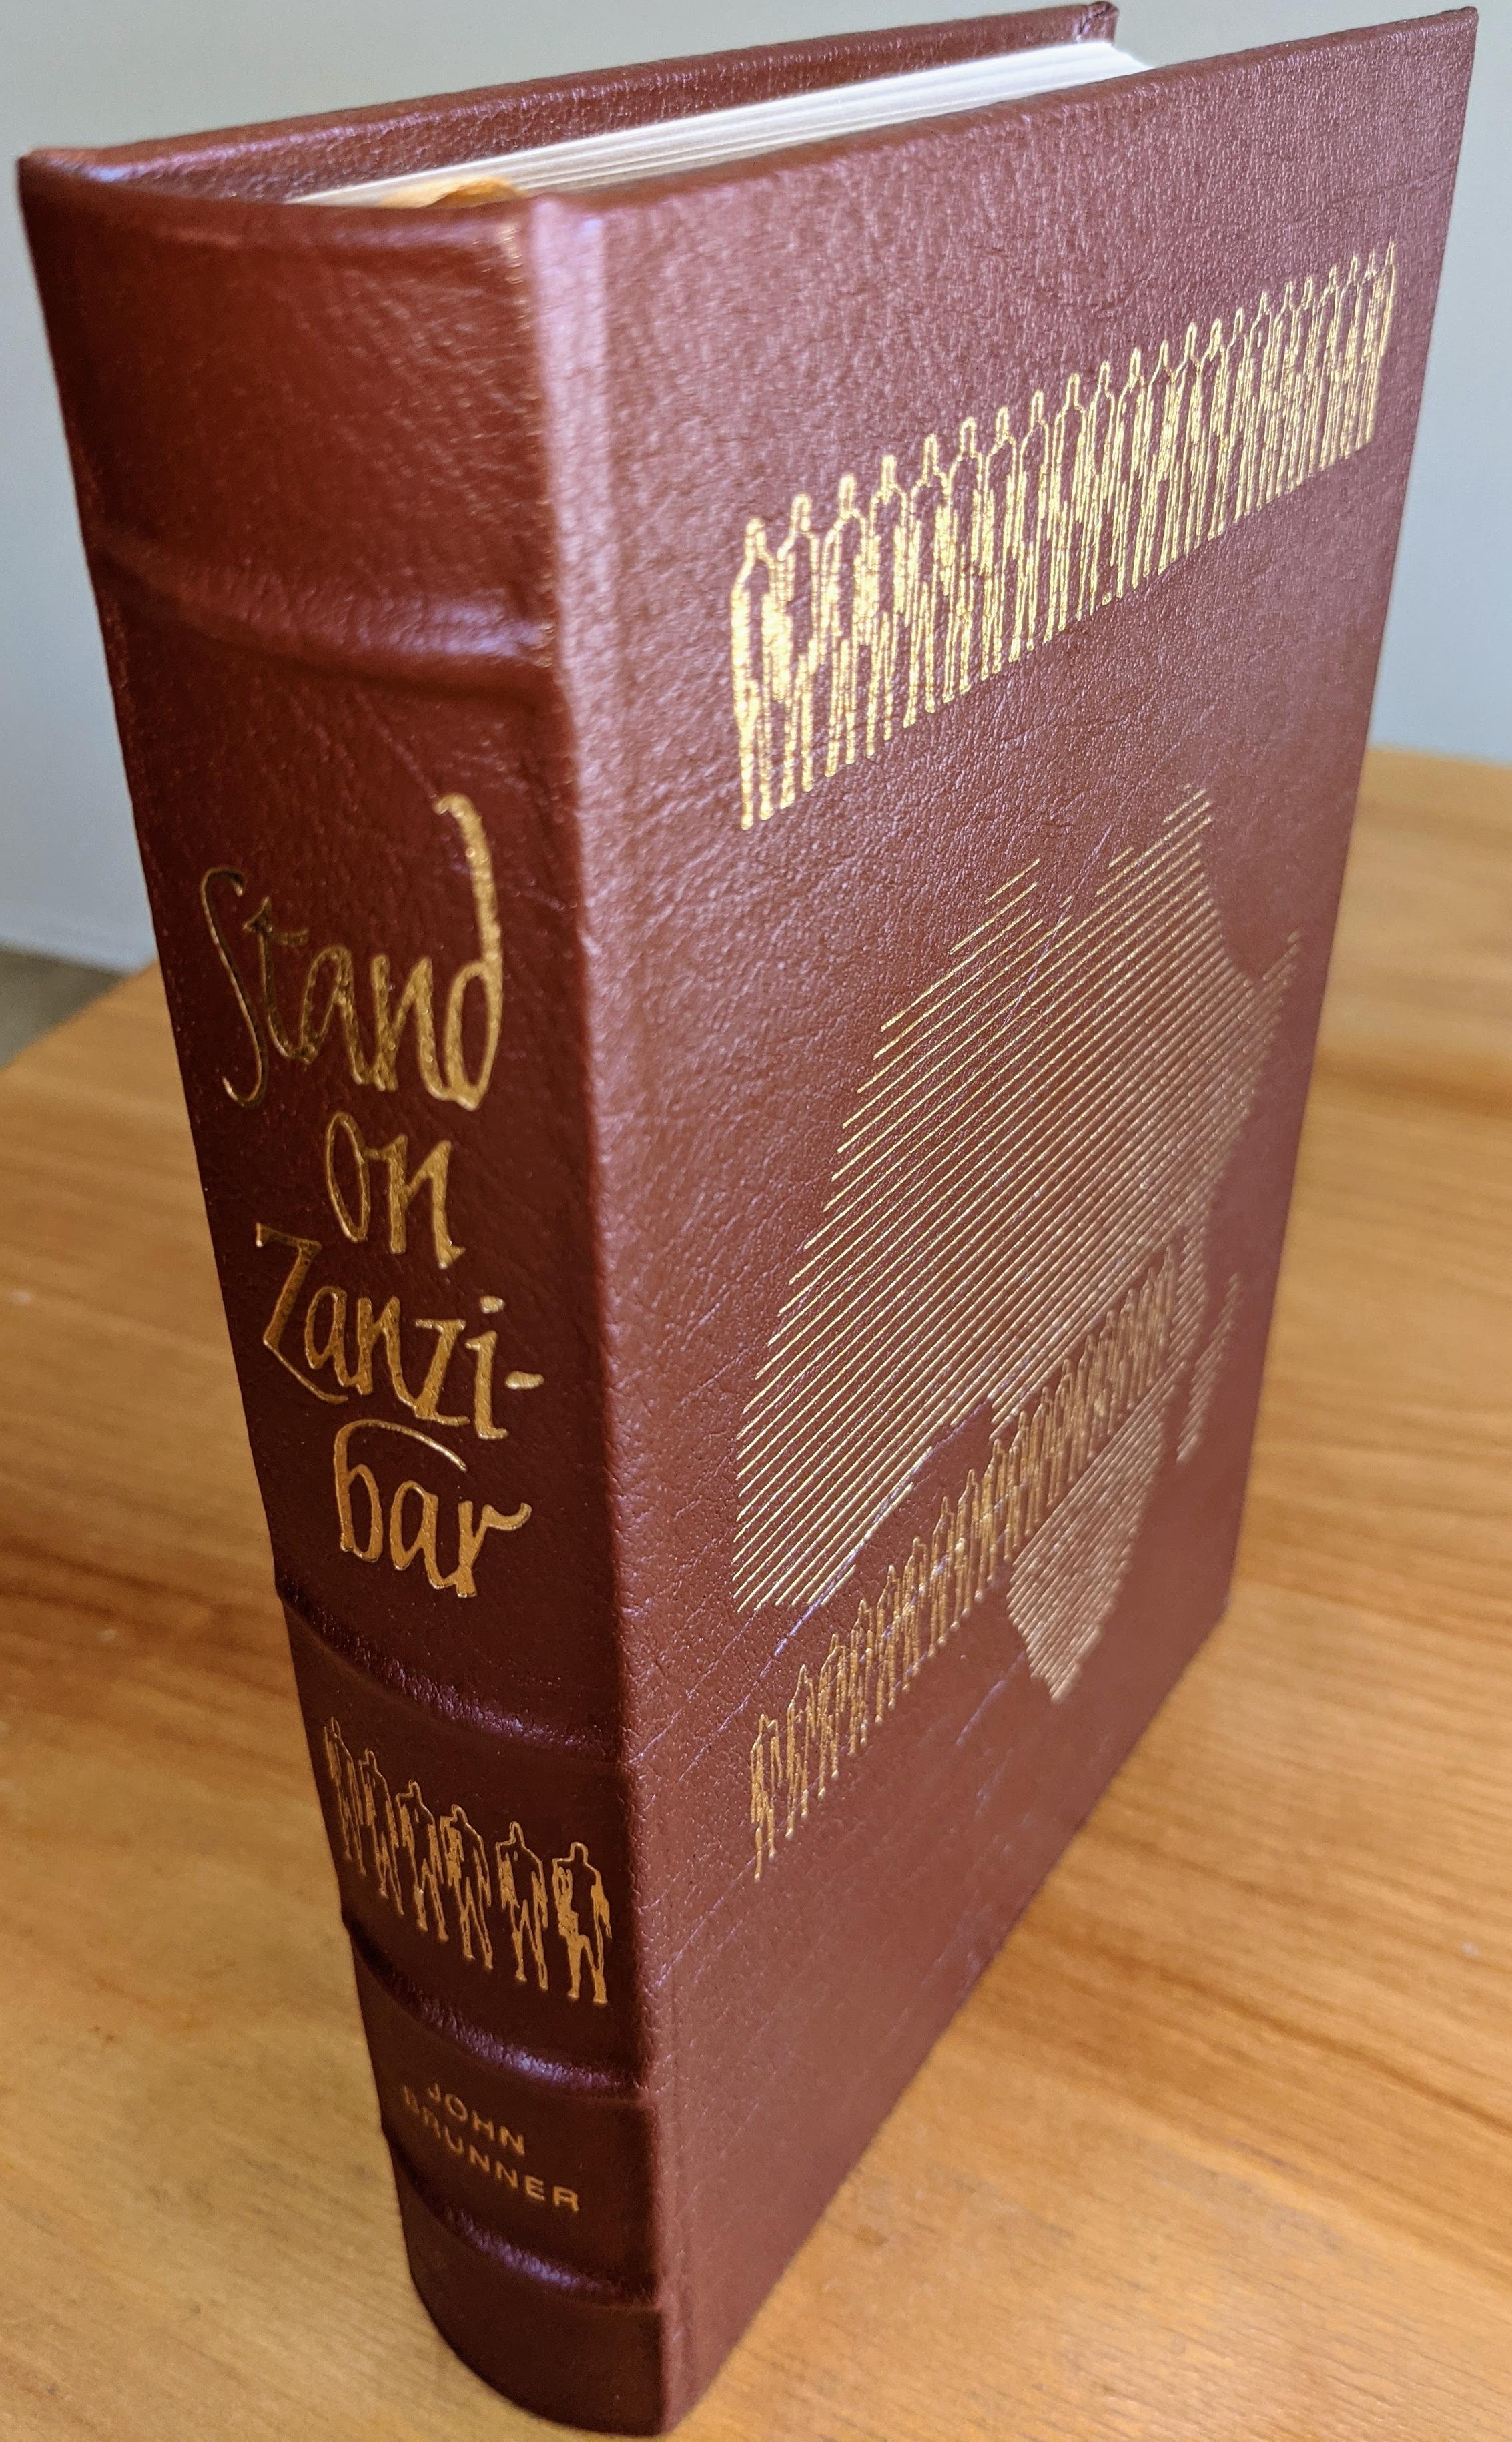 Stand
on
Zanzi-
bar
JOHN
BRUNNER